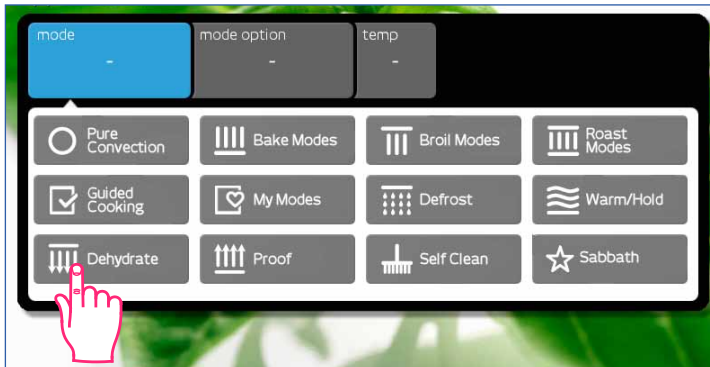 mode
mode option
temp
-
-
-
Pure
Convection
Bake Modes
Broil Modes
Roast
Modes
Guided
Cooking
My Modes
Defrost
Warm/Hold
Dehydrate
Proof
Self Clean
Sabbath